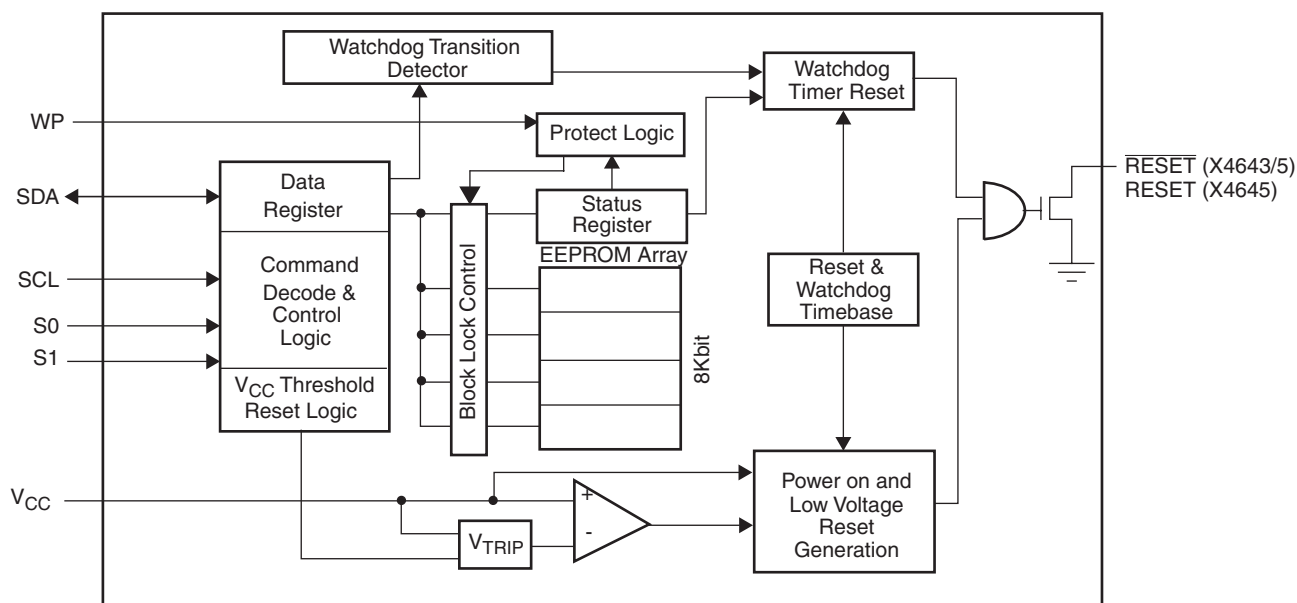 Watchdog Transition
Detector
Watchdog
Timer Reset
WP
Protect Logic
RESET (X4643/5)
RESET (X4645)
SDA
Data
Register
Status
Register
EEPROM Array
SCL
Command
Decode &
Control
Logic
S0
S1
Block Lock Control
8Kbit
Reset &
Watchdog
Timebase
VCC Threshold
Reset Logic
VCC
+
-
VTRIP
Power on and
Low Voltage
Reset
Generation